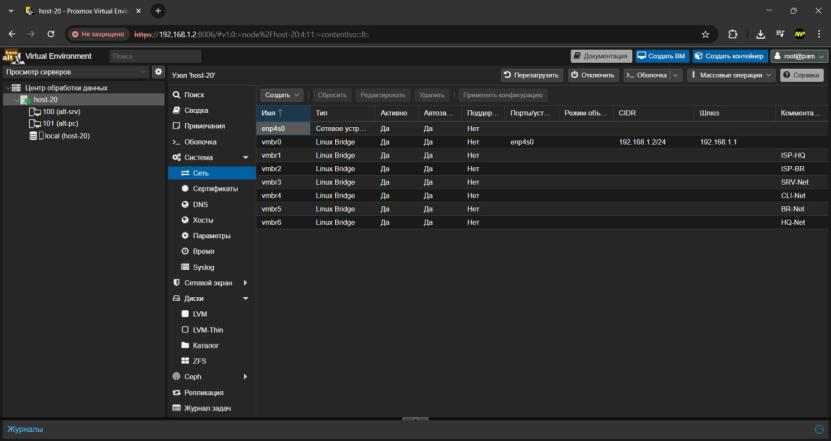 host-20 - Proxmox Virtual Envir
Не защищено https://192.168.1.2:8006/#v1:0:=node%2Fhost-20:4:11:=contentIso::8::
alt Virtual Environment Поиск Документация Создать ВМ Создать контейнер root@pam
Просмотр серверов
Центр обработки данных
host-20
100 (alt-srv)
101 (alt-pc)
local (host-20)
Узел 'host-20' Перезагрузить Отключить Оболочка Массовые операции Справка
Поиск
Сводка
Примечания
Оболочка
Система
Сеть
Сертификаты
DNS
Хосты
Параметры
Время
Syslog
Сетевой экран
Диски
LVM
LVM-Thin
Каталог
ZFS
Ceph
Репликация
Журнал задач
Создать Сбросить Редактировать Удалить Применить конфигурацию
Имя ↑ Тип Активно Автоза... Поддер... Порты/уст... Режим объ... CIDR Шлюз Коммента...
enp4s0 Сетевое устр... Да Да Нет
vmbr0 Linux Bridge Да Да Нет enp4s0 192.168.1.2/24 192.168.1.1
vmbr1 Linux Bridge Да Да Нет ISP-HQ
vmbr2 Linux Bridge Да Да Нет ISP-BR
vmbr3 Linux Bridge Да Да Нет SRV-Net
vmbr4 Linux Bridge Да Да Нет CLI-Net
vmbr5 Linux Bridge Да Да Нет BR-Net
vmbr6 Linux Bridge Да Да Нет HQ-Net
Журналы